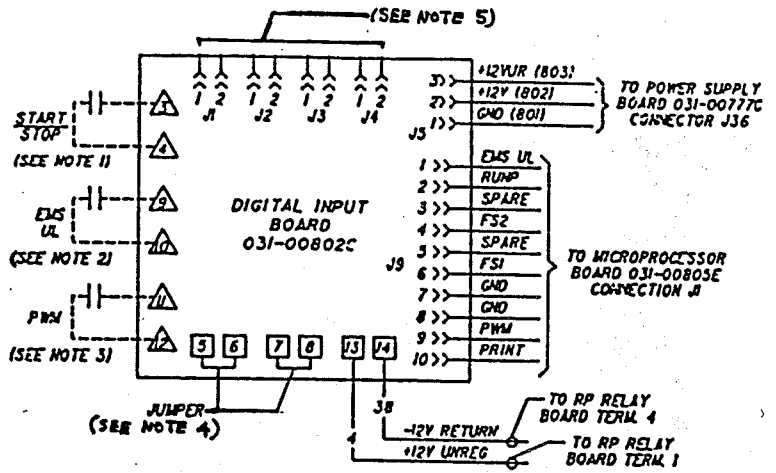 (SEE NOTE 5)
1 2 1 2 1 2 1 2
J1 J2 J3 J4
3 +12VUR (803)
2 +12V (802)
1 GND (801)
J5
TO POWER SUPPLY
BOARD 031-00777C
CONNECTOR J36
START
STOP
(SEE NOTE 1)
3
4
EMS
UL
(SEE NOTE 2)
9
10
PWM
(SEE NOTE 3)
11
12
DIGITAL INPUT
BOARD
031-00802C
J9
1 EMS UL
2 RUMP
3 SPARE
4 FS2
5 SPARE
6 FS1
7 GND
8 GND
9 PWM
10 PRINT
TO MICROPROCESSOR
BOARD 031-00805E
CONNECTION J1
5 6 7 8 13 14
JUMPER
(SEE NOTE 4)
4
38
-12V RETURN
+12V UNREG
TO RP RELAY
BOARD TERM. 4
TO RP RELAY
BOARD TERM. 1